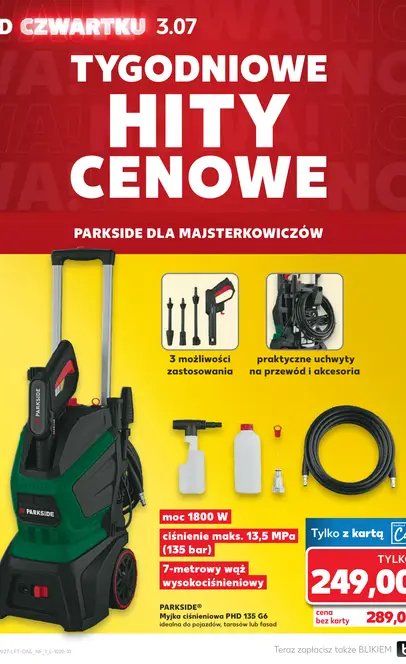 D CZWARTKU 3.07
TYGODNIOWE
HITY
CENOWE
PARKSIDE DLA MAJSTERKOWICZÓW
3 możliwości
zastosowania
praktyczne uchwyty
na przewód i akcesoria
PARKSIDE
PARKSIDE
moc 1800 W
ciśnienie maks. 13,5 MPa
(135 bar)
7-metrowy wąż
wysokociśnieniowy
PARKSIDE®
Myjka ciśnieniowa PHD 135 G6
idealna do pojazdów, tarasów lub fasad
Tylko z kartą
TYLKO
249,00
cena
bez karty
289,0
Teraz zapłacisz także BLIKIEM